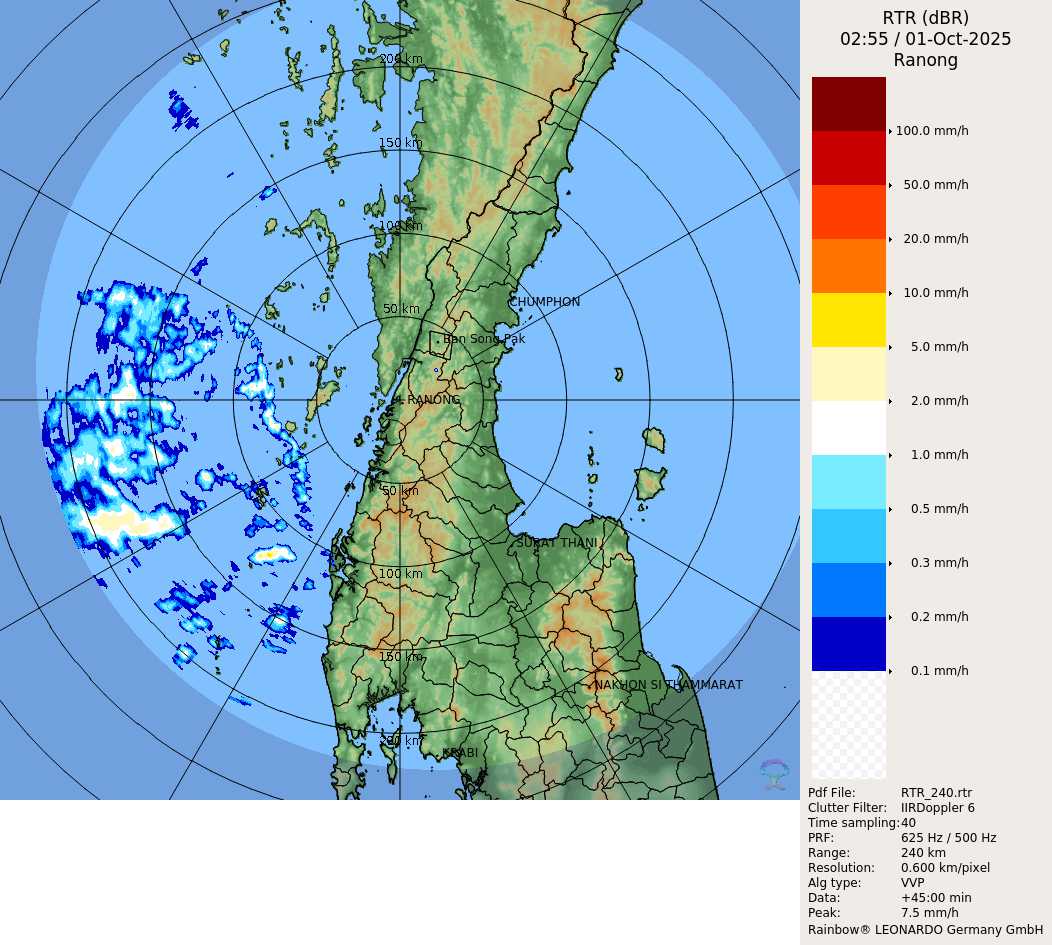 RTR (dBR)
02:55 / 01-Oct-2025
Ranong
200 km
150 km
100 km
50 km
CHUMPHON
Ban Song Pak
RANONG
50 km
SURAT THANI
100 km
150 km
NAKHON SI THAMMARAT
200 km
KRABI
100.0 mm/h
50.0 mm/h
20.0 mm/h
10.0 mm/h
5.0 mm/h
2.0 mm/h
1.0 mm/h
0.5 mm/h
0.3 mm/h
0.2 mm/h
0.1 mm/h
Pdf File: RTR_240.rtr
Clutter Filter: IIRDoppler 6
Time sampling: 40
PRF: 625 Hz / 500 Hz
Range: 240 km
Resolution: 0.600 km/pixel
Alg type: VVP
Data: +45:00 min
Peak: 7.5 mm/h
Rainbow® LEONARDO Germany GmbH